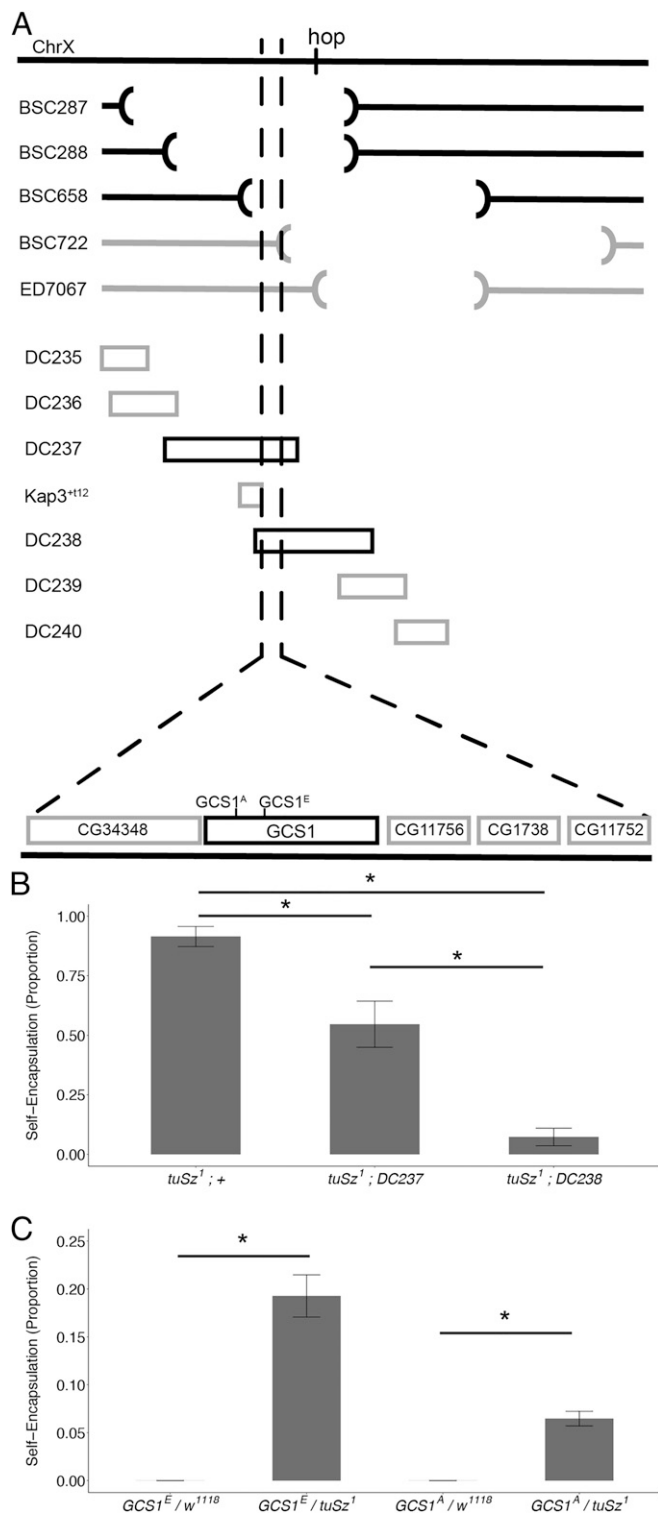 A
ChrX
hop
BSC287
BSC288
BSC658
BSC722
ED7067
DC235
DC236
DC237
Kap3+t12
DC238
DC239
DC240
GCS1A GCS1E
CG34348 GCS1 CG11756 CG1738 CG11752
B
Self-Encapsulation (Proportion)
1.00
0.75
0.50
0.25
0.00
*
*
*
tuSz1 ; + tuSz1 ; DC237 tuSz1 ; DC238
C
Self-Encapsulation (Proportion)
0.25
0.20
0.15
0.10
0.05
0.00
*
*
GCS1E / w1118 GCS1E / tuSz1 GCS1A / w1118 GCS1A / tuSz1